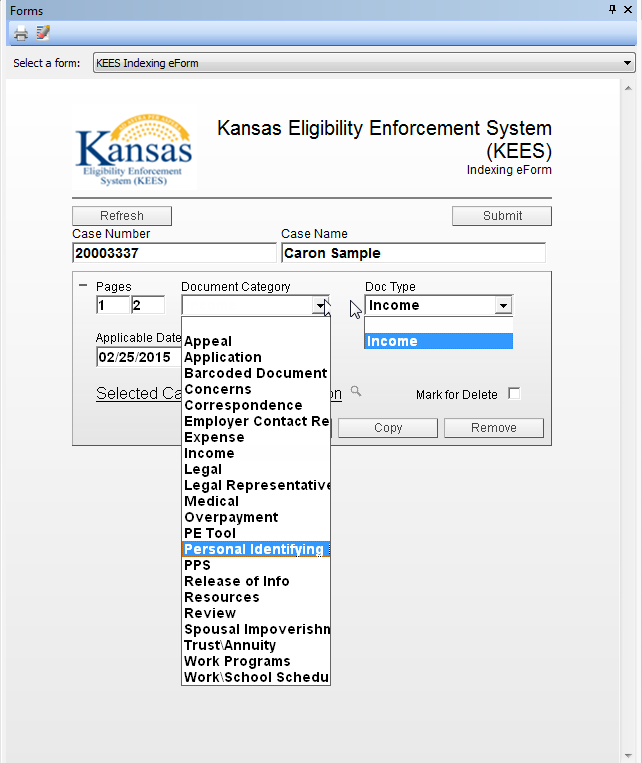 Forms
Select a form: KEES Indexing eForm
Kansas
Eligibility Enforcement
System (KEES)
Kansas Eligibility Enforcement System
(KEES)
Indexing eForm
Refresh Submit
Case Number Case Name
20003337 Caron Sample
Pages Document Category Doc Type
1 2 Income
Applicable Date
02/25/2015
Income
Selected Ca on Mark for Delete
Copy Remove
Appeal
Application
Barcoded Document
Concerns
Correspondence
Employer Contact Re
Expense
Income
Legal
Legal Representative
Medical
Overpayment
PE Tool
Personal Identifying
PPS
Release of Info
Resources
Review
Spousal Impoverishm
Trust\Annuity
Work Programs
Work\School Schedu